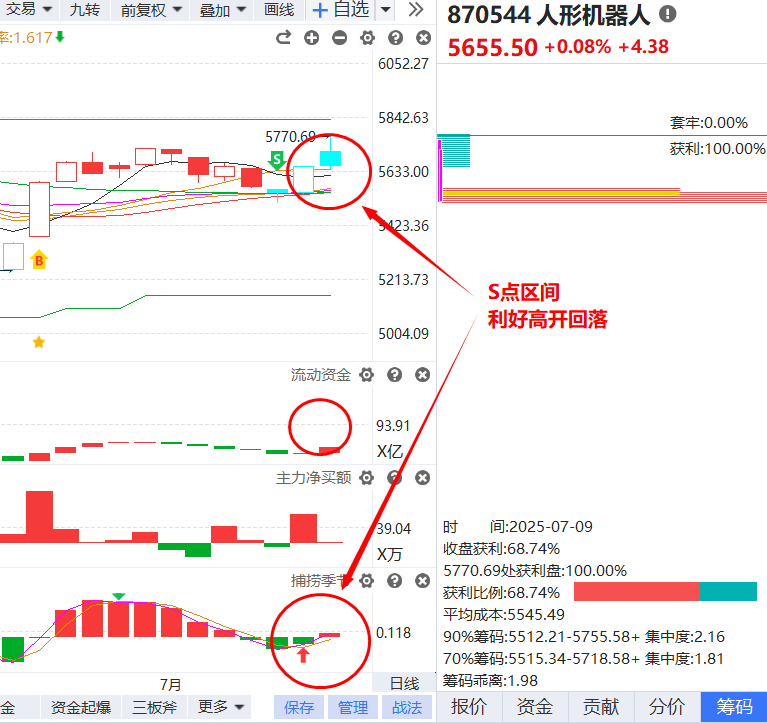 交易 九转 前复权 叠加 画线 自选
率:1.617
870544 人形机器人
5655.50 +0.08% +4.38
6052.27
5842.63
5770.69
5633.00
5423.36
5213.73
5004.09
S
B
套牢:0.00%
获利:100.00%
S点区间
利好高开回落
流动资金
93.91
X亿
主力净买额
39.04
X万
捕捞季节
0.118
7月
日线
时 间:2025-07-09
收盘获利:68.74%
5770.69处获利盘:100.00%
获利比例:68.74%
平均成本:5545.49
90%筹码:5512.21-5755.58+ 集中度:2.16
70%筹码:5515.34-5718.58+ 集中度:1.81
筹码乖离:1.98
金 资金起爆 三板斧 更多 保存 管理 战法
报价 资金 贡献 分价 筹码